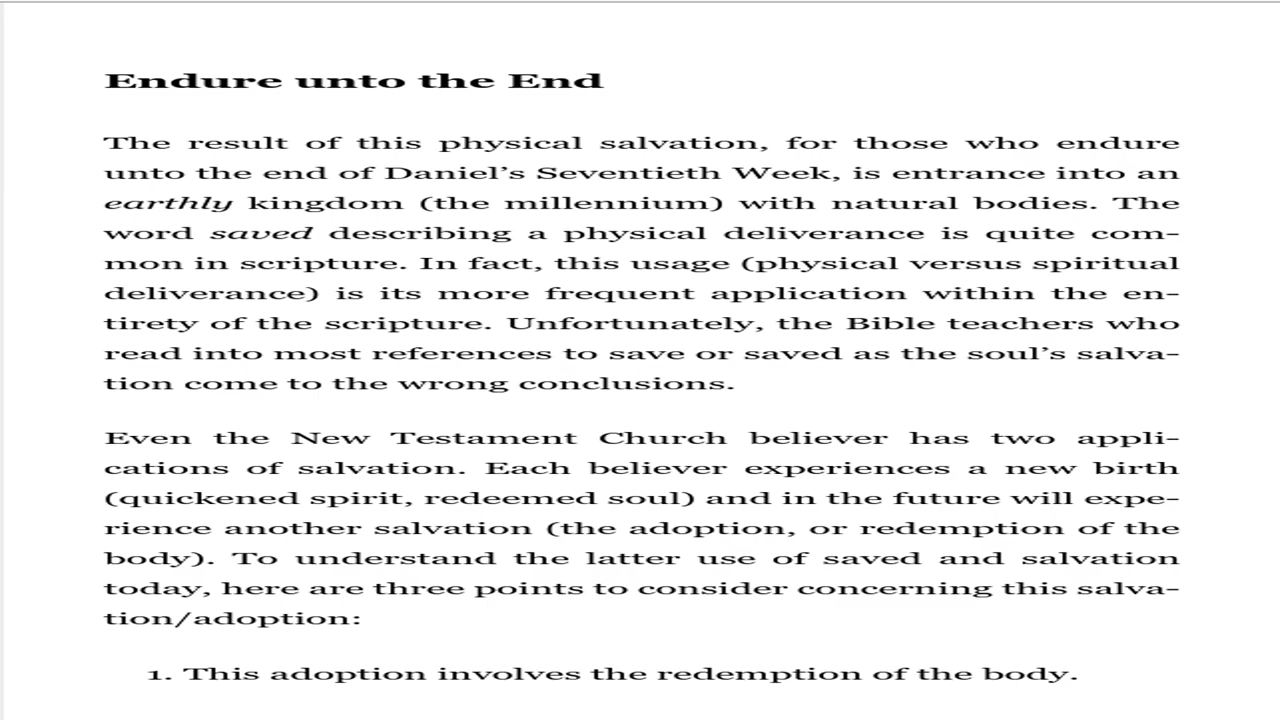 Endure unto the End
The result of this physical salvation, for those who endure
unto the end of Daniel’s Seventieth Week, is entrance into an
earthly kingdom (the millennium) with natural bodies. The
word saved describing a physical deliverance is quite com-
mon in scripture. In fact, this usage (physical versus spiritual
deliverance) is its more frequent application within the en-
tirety of the scripture. Unfortunately, the Bible teachers who
read into most references to save or saved as the soul’s salva-
tion come to the wrong conclusions.
Even the New Testament Church believer has two appli-
cations of salvation. Each believer experiences a new birth
(quickened spirit, redeemed soul) and in the future will expe-
rience another salvation (the adoption, or redemption of the
body). To understand the latter use of saved and salvation
today, here are three points to consider concerning this salva-
tion/adoption:
1. This adoption involves the redemption of the body.